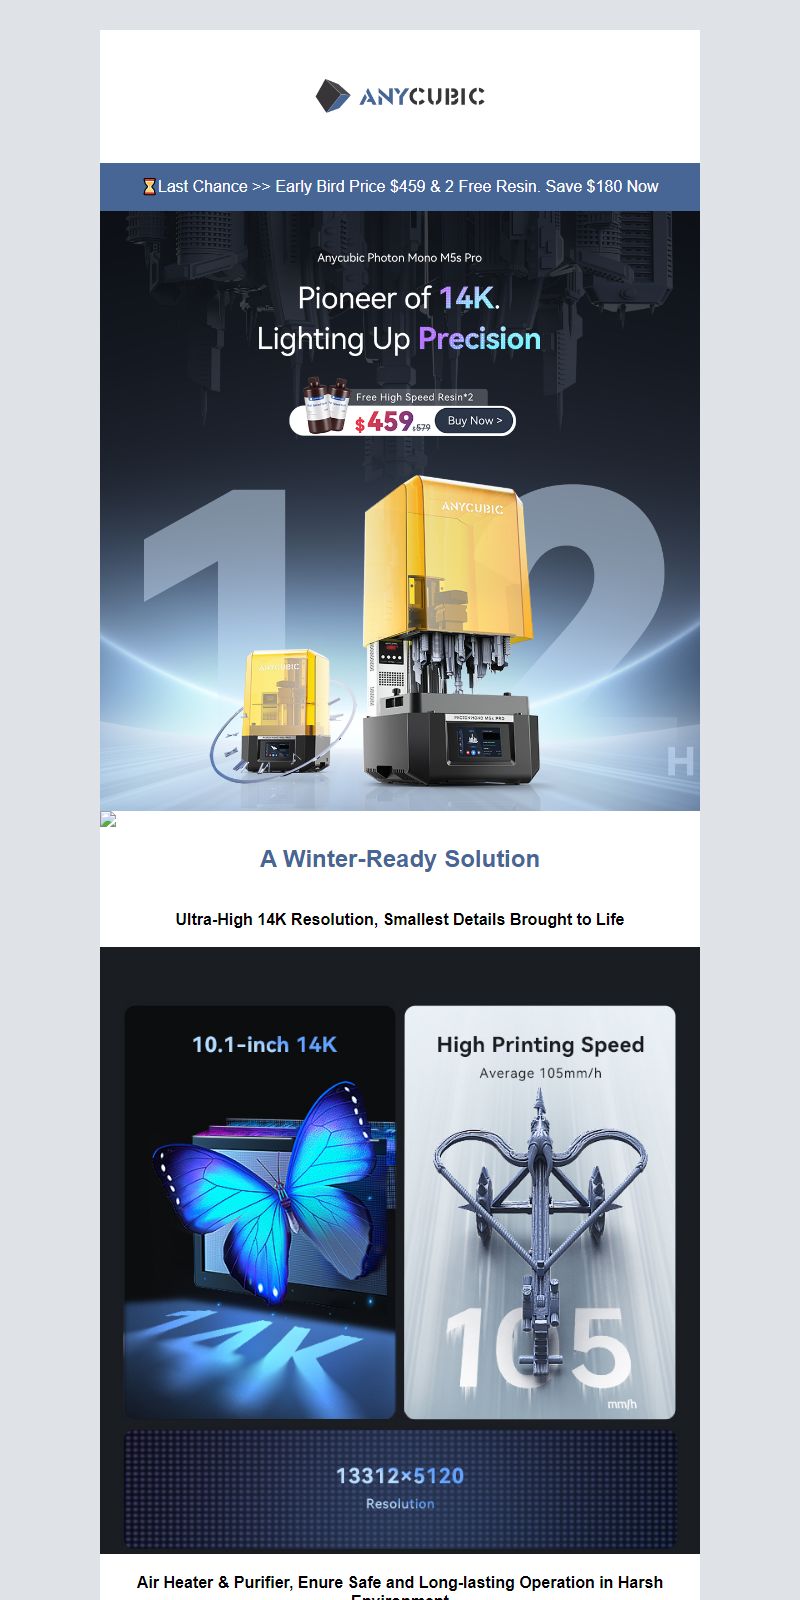 ANYCUBIC
⌛Last Chance >> Early Bird Price $459 & 2 Free Resin. Save $180 Now
Anycubic Photon Mono M5s Pro
Pioneer of 14K.
Lighting Up Precision
Free High Speed Resin*2
$459 $579 Buy Now >
12
H
ANYCUBIC
ANYCUBIC
PHOTON MONO M5s PRO
A Winter-Ready Solution
Ultra-High 14K Resolution, Smallest Details Brought to Life
10.1-inch 14K
14K
High Printing Speed
Average 105mm/h
105
mm/h
13312×5120
Resolution
Air Heater & Purifier, Enure Safe and Long-lasting Operation in Harsh
Environment